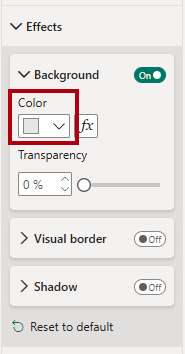 Effects
Background On
Color
fx
Transparency
0 %
Visual border Off
Shadow Off
Reset to default